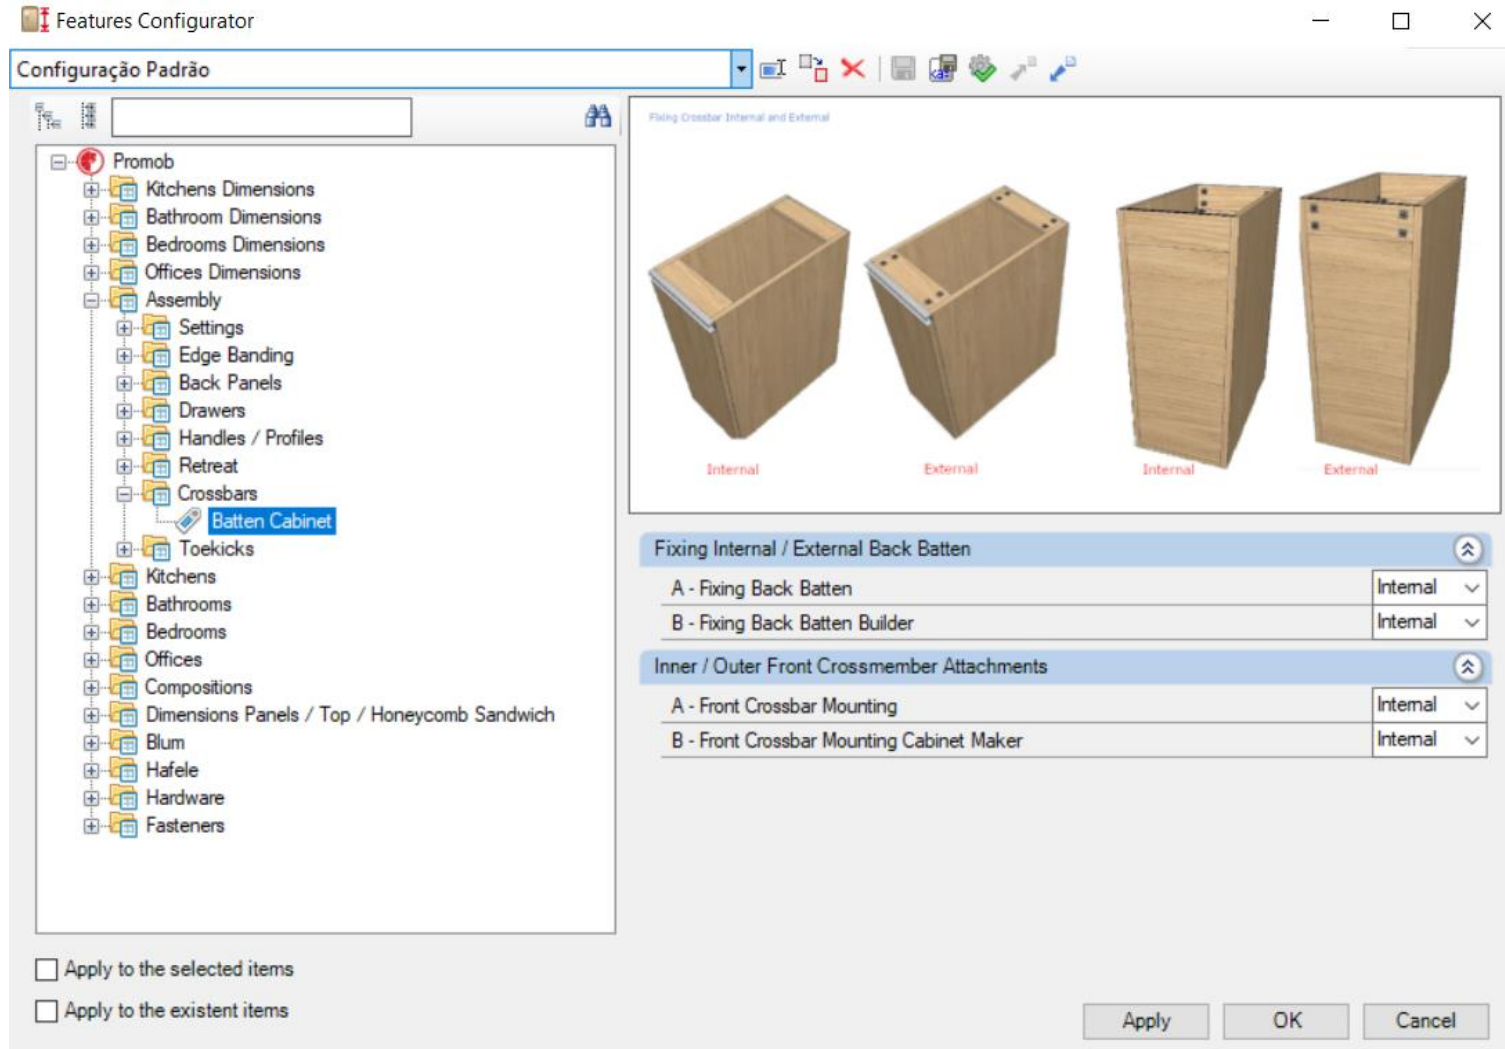 Features Configurator
Configuração Padrão
Promob
Kitchens Dimensions
Bathroom Dimensions
Bedrooms Dimensions
Offices Dimensions
Assembly
Settings
Edge Banding
Back Panels
Drawers
Handles / Profiles
Retreat
Crossbars
Batten Cabinet
Toekicks
Kitchens
Bathrooms
Bedrooms
Offices
Compositions
Dimensions Panels / Top / Honeycomb Sandwich
Blum
Hafele
Hardware
Fasteners
Apply to the selected items
Apply to the existent items
Fixing Crossbar Internal and External
Internal External Internal External
Fixing Internal / External Back Batten
A - Fixing Back Batten Internal
B - Fixing Back Batten Builder Internal
Inner / Outer Front Crossmember Attachments
A - Front Crossbar Mounting Internal
B - Front Crossbar Mounting Cabinet Maker Internal
Apply OK Cancel